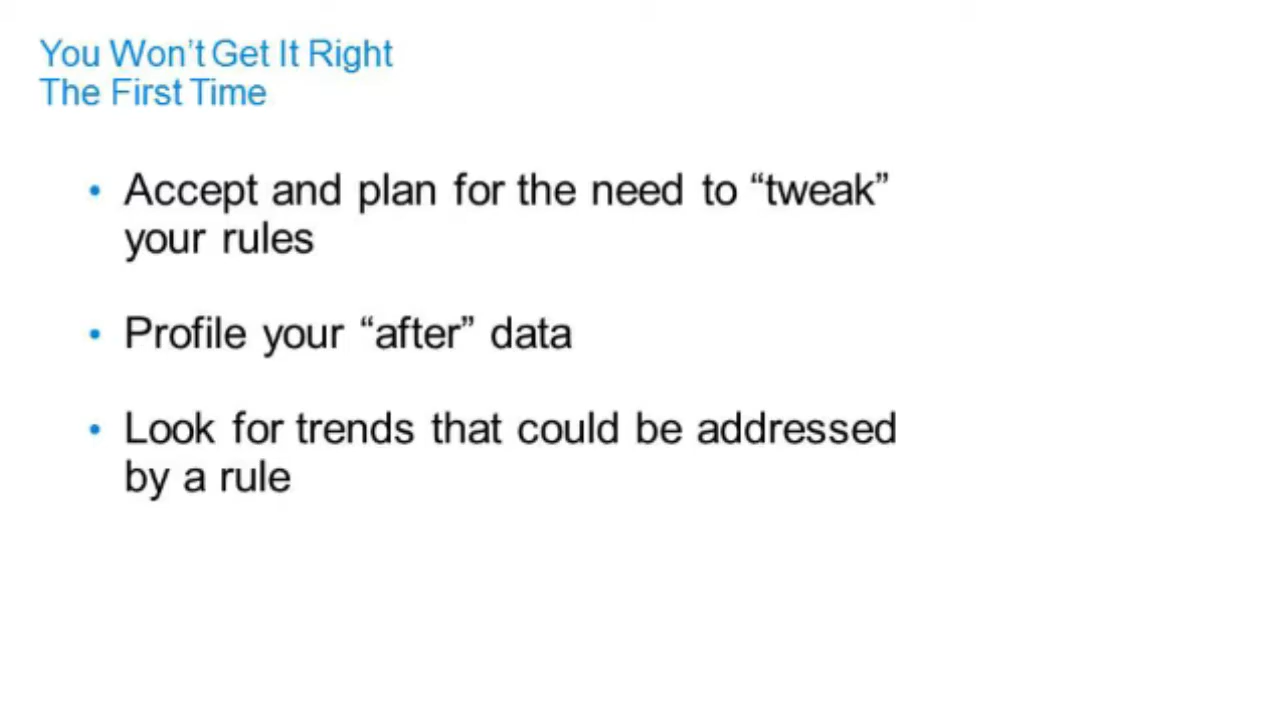 You Won’t Get It Right
The First Time
• Accept and plan for the need to “tweak”
your rules
• Profile your “after” data
• Look for trends that could be addressed
by a rule